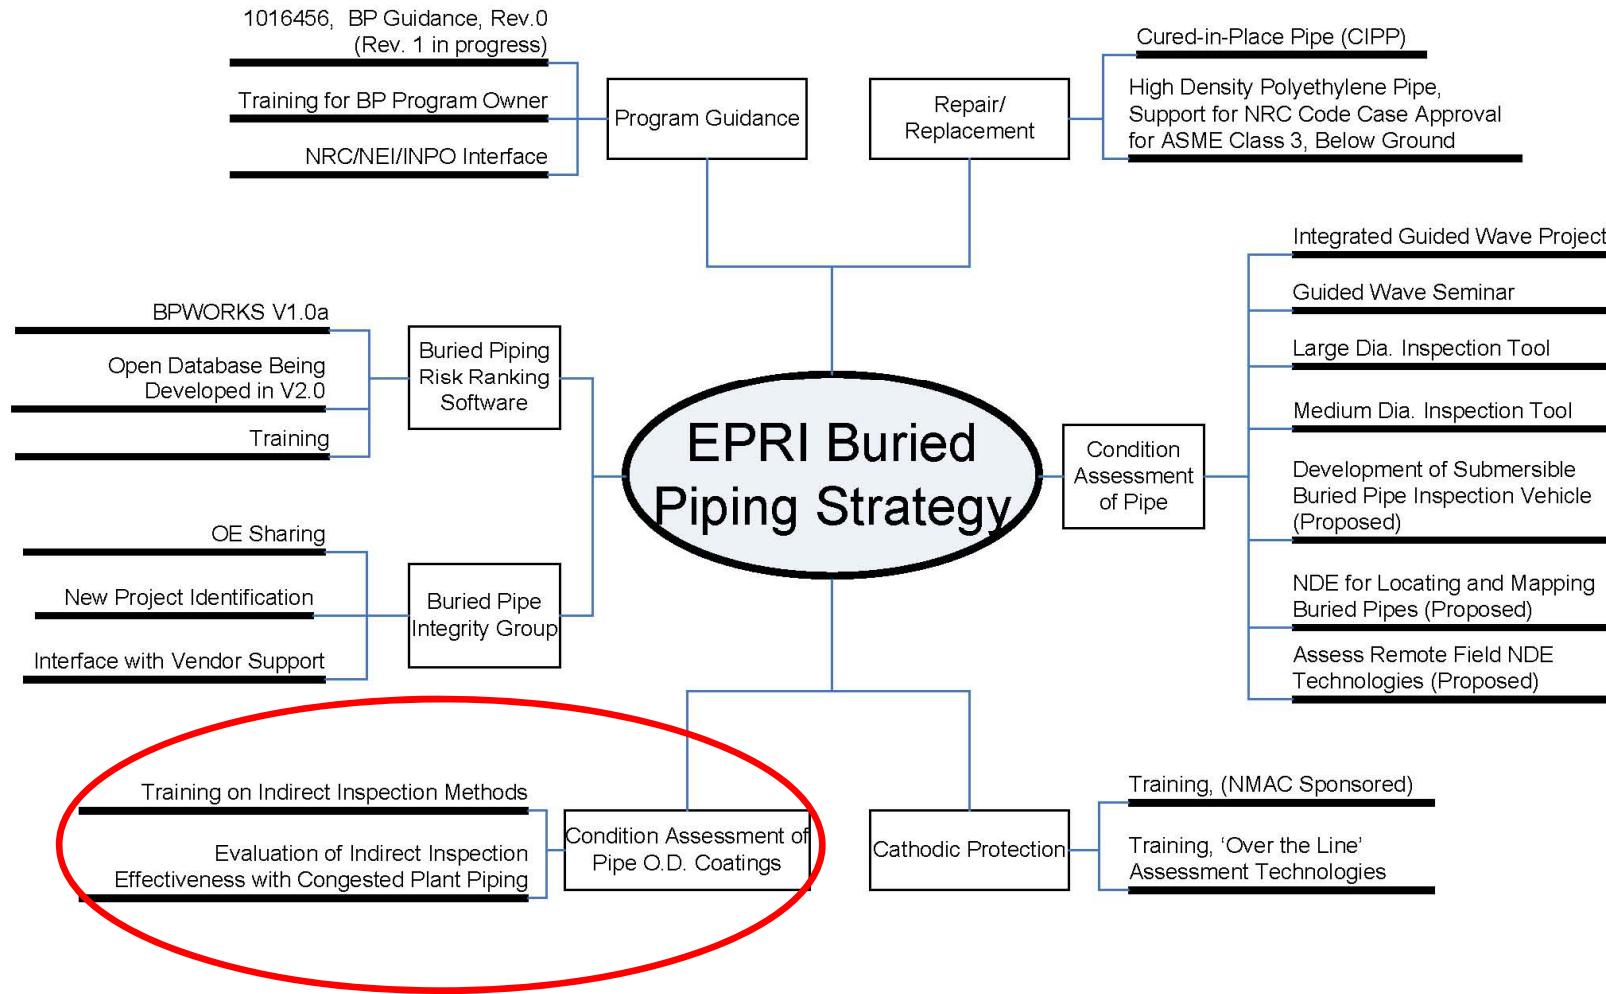 1016456, BP Guidance, Rev.0
(Rev. 1 in progress)
Training for BP Program Owner
NRC/NEI/INPO Interface
Program Guidance
Repair/
Replacement
Cured-in-Place Pipe (CIPP)
High Density Polyethylene Pipe,
Support for NRC Code Case Approval
for ASME Class 3, Below Ground
BPWORKS V1.0a
Open Database Being
Developed in V2.0
Training
Buried Piping
Risk Ranking
Software
OE Sharing
New Project Identification
Interface with Vendor Support
Buried Pipe
Integrity Group
EPRI Buried
Piping Strategy
Condition
Assessment
of Pipe
Integrated Guided Wave Project
Guided Wave Seminar
Large Dia. Inspection Tool
Medium Dia. Inspection Tool
Development of Submersible
Buried Pipe Inspection Vehicle
(Proposed)
NDE for Locating and Mapping
Buried Pipes (Proposed)
Assess Remote Field NDE
Technologies (Proposed)
Training on Indirect Inspection Methods
Evaluation of Indirect Inspection
Effectiveness with Congested Plant Piping
Condition Assessment of
Pipe O.D. Coatings
Cathodic Protection
Training, (NMAC Sponsored)
Training, ‘Over the Line’
Assessment Technologies